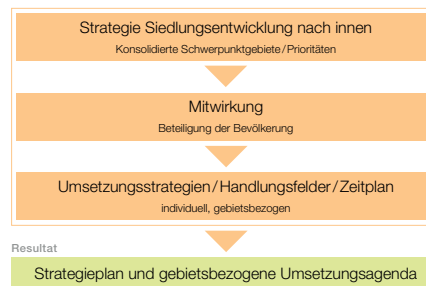 Strategie Siedlungsentwicklung nach innen
Konsolidierte Schwerpunktgebiete/Prioritäten
Mitwirkung
Beteiligung der Bevölkerung
Umsetzungsstrategien/Handlungsfelder/Zeitplan
individuell, gebietsbezogen
Resultat
Strategieplan und gebietsbezogene Umsetzungsagenda